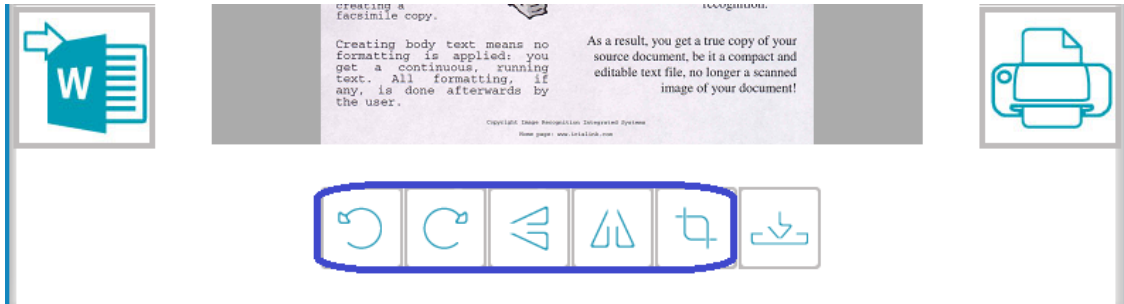 creating a
facsimile copy.
Creating body text means no
formatting is applied: you
get a continuous, running
text. All formatting, if
any, is done afterwards by
the user.
recognition.
As a result, you get a true copy of your
source document, be it a compact and
editable text file, no longer a scanned
image of your document!
Copyright Image Recognition Integrated Systems
Home page: www.irislink.com
W